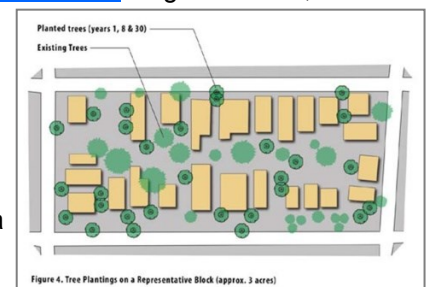 Planted trees (years 1, 8 & 30)
Existing Trees
a
Figure 4. Tree Plantings on a Representative Block (approx. 3 acres)